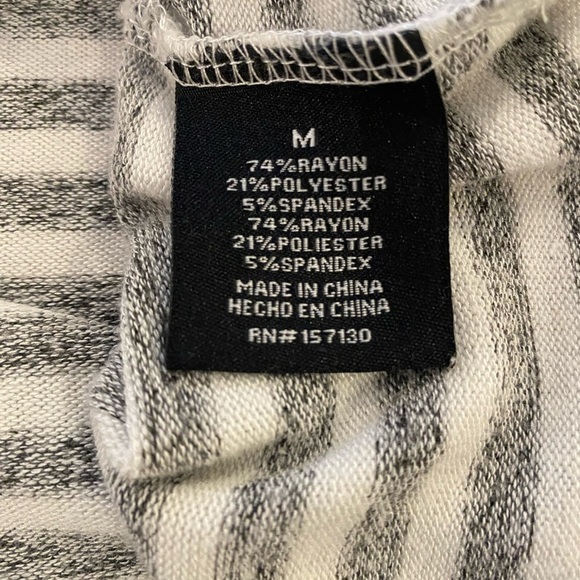 M
74%RAYON
21%POLYESTER
5%SPANDEX
74%RAYON
21%POLIESTER
5%SPANDEX
MADE IN CHINA
HECHO EN CHINA
RN#157130